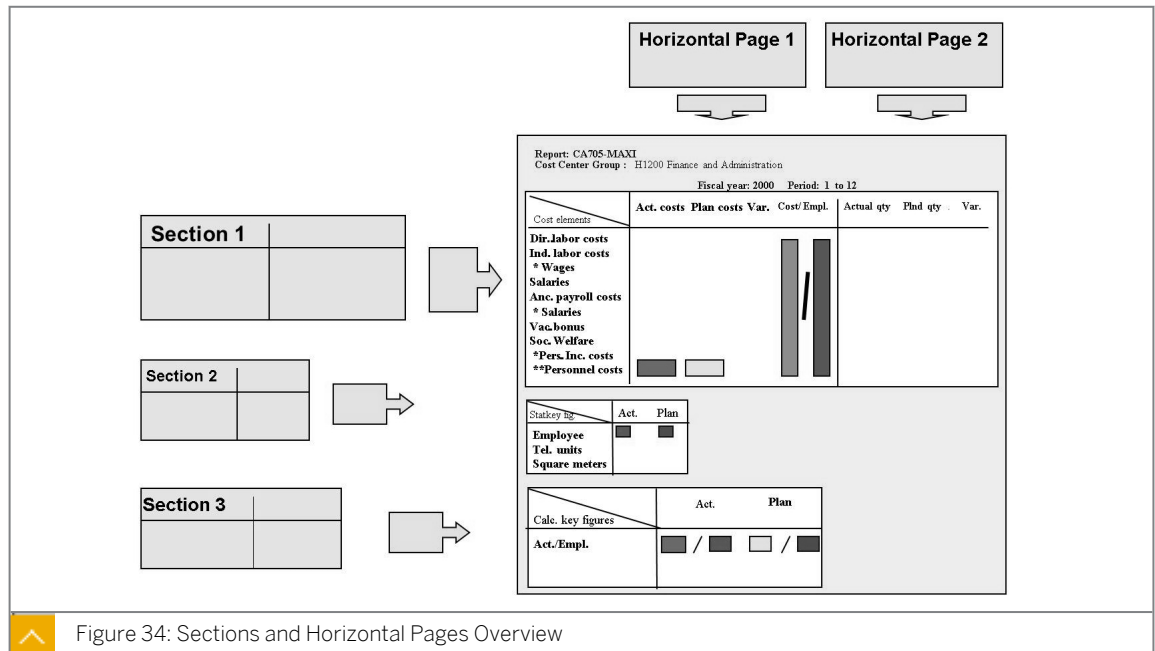 Horizontal Page 1 Horizontal Page 2
Report: CA705-MAXI
Cost Center Group : H1200 Finance and Administration
Fiscal year: 2000 Period: 1 to 12
Act. costs Plan costs Var. Cost/Empl. Actual qty Plnd qty . Var.
Cost elements
Section 1
Dir.labor costs
Ind. labor costs
* Wages
Salaries
Anc. payroll costs
* Salaries
Vac.bonus
Soc. Welfare
*Pers.Inc. costs
**Personnel costs
/
Section 2
Statkey fig. Act. Plan
Employee
Tel. units
Square meters
Section 3
Act. Plan
Calc. key figures
Act./Empl. / /
Figure 34: Sections and Horizontal Pages Overview